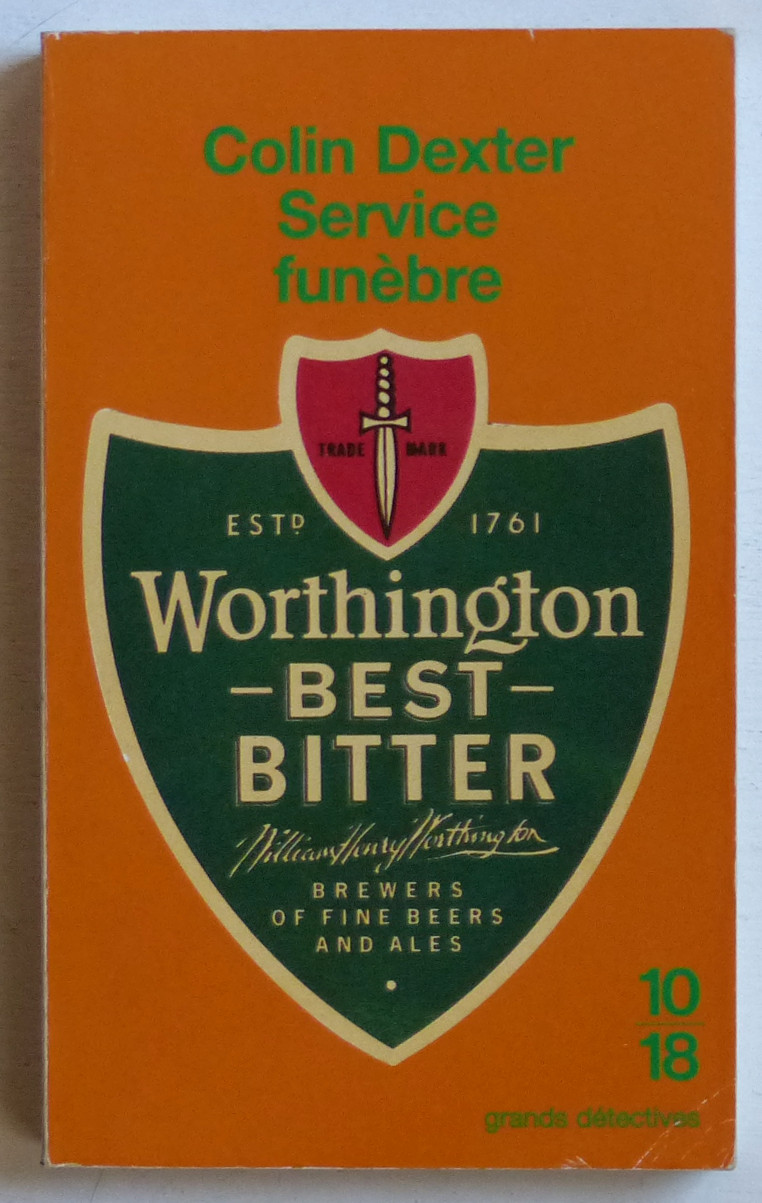 Colin Dexter
Service
funèbre
TRADE MARK
ESTD 1761
Worthington
–BEST–
BITTER
William Henry Worthington
BREWERS
OF FINE BEERS
AND ALES
10
18
grands détectives